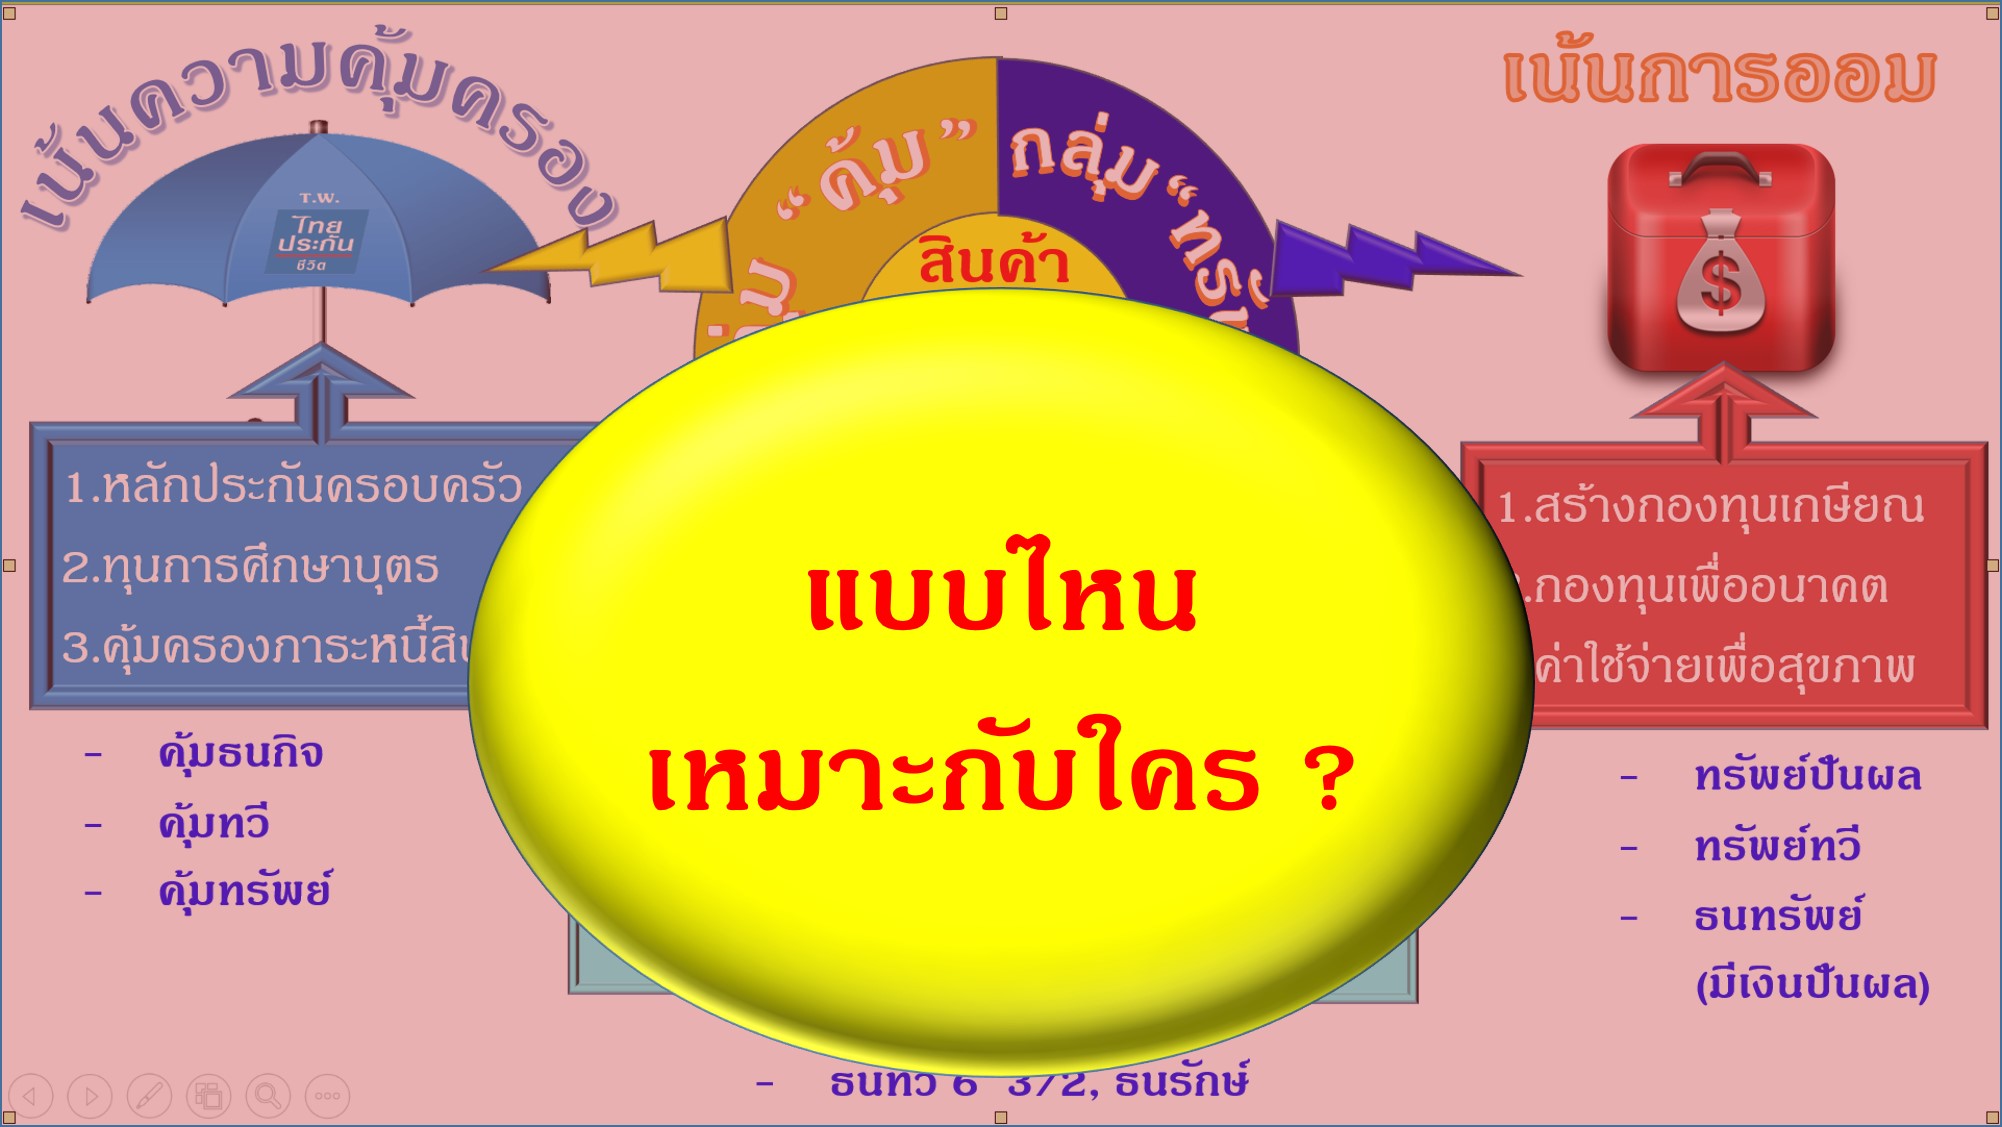 เน้นความคุ้มครอง
เน้นการออม
"คุ้ม"
กลุ่ม "ทรัพ
สินค้า
T.W.
ไทย
ประกัน
ชีวิต
$
แบบไหน
เหมาะกับใคร ?
1.หลักประกันครอบครัว
2.ทุนการศึกษาบุตร
3.คุ้มครองภาระหนี้สิน
- คุ้มธนกิจ
- คุ้มทวี
- คุ้มทรัพย์
1.สร้างกองทุนเกษียณ
.กองทุนเพื่ออนาคต
ค่าใช้จ่ายเพื่อสุขภาพ
- ทรัพย์ปันผล
- ทรัพย์ทวี
- ธนทรัพย์
(มีเงินปันผล)
- ธนทวี 6 3/2, ธนรักษ์